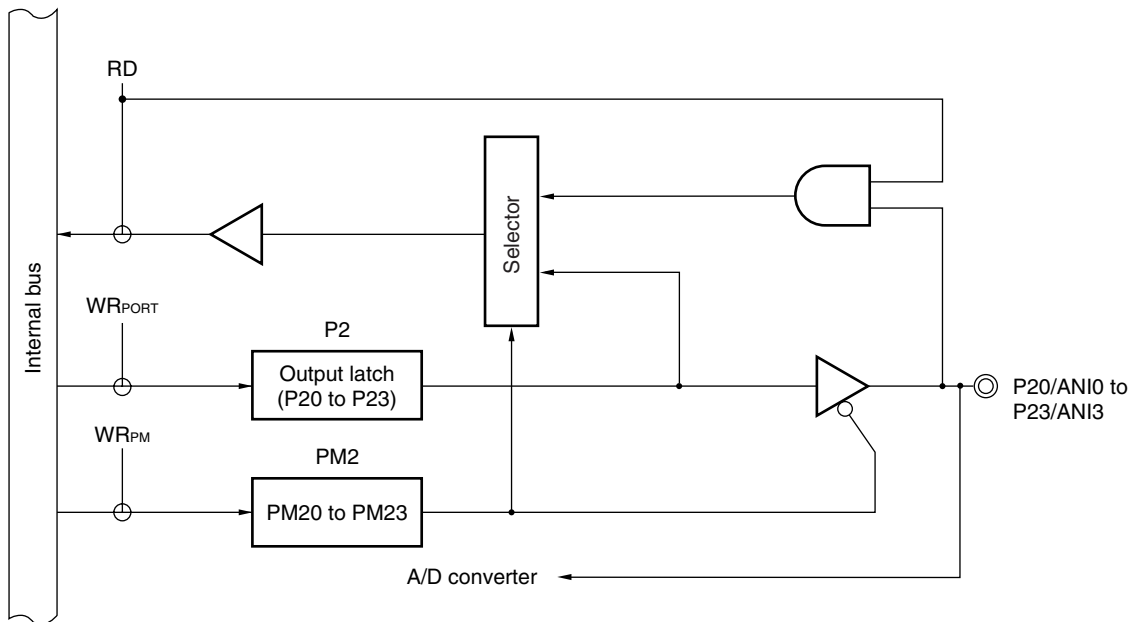 RD
Selector
Internal bus
WRPORT
P2
Output latch
(P20 to P23)
P20/ANI0 to
P23/ANI3
WRPM
PM2
PM20 to PM23
A/D converter